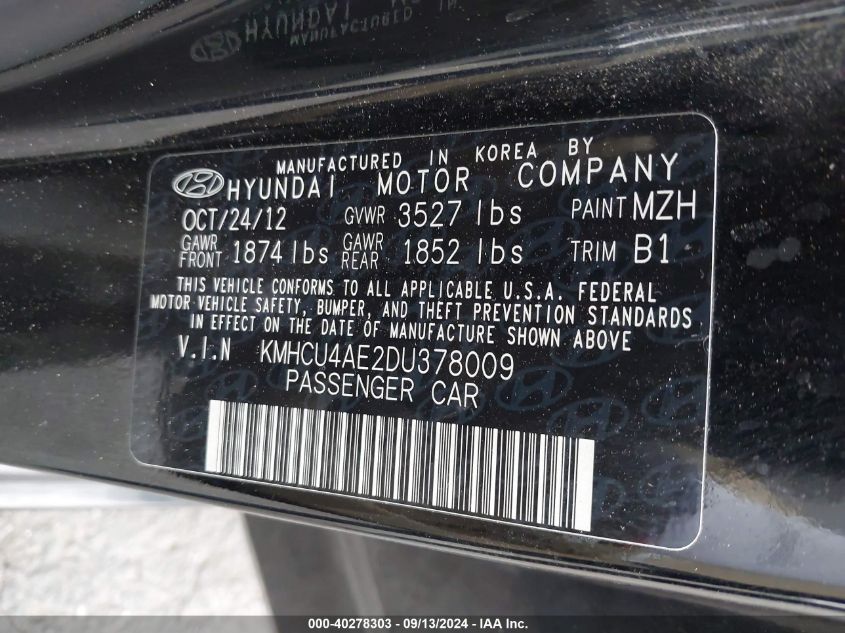 MANUFACTURED IN KOREA BY
HYUNDAI MOTOR COMPANY
OCT/24/12 GVWR 3527 lbs PAINT MZH
GAWR FRONT 1874 lbs GAWR REAR 1852 lbs TRIM B1
THIS VEHICLE CONFORMS TO ALL APPLICABLE U.S.A. FEDERAL
MOTOR VEHICLE SAFETY, BUMPER, AND THEFT PREVENTION STANDARDS
IN EFFECT ON THE DATE OF MANUFACTURE SHOWN ABOVE
V.I.N KMHCU4AE2DU378009
PASSENGER CAR
000-40278303 - 09/13/2024 - IAA Inc.